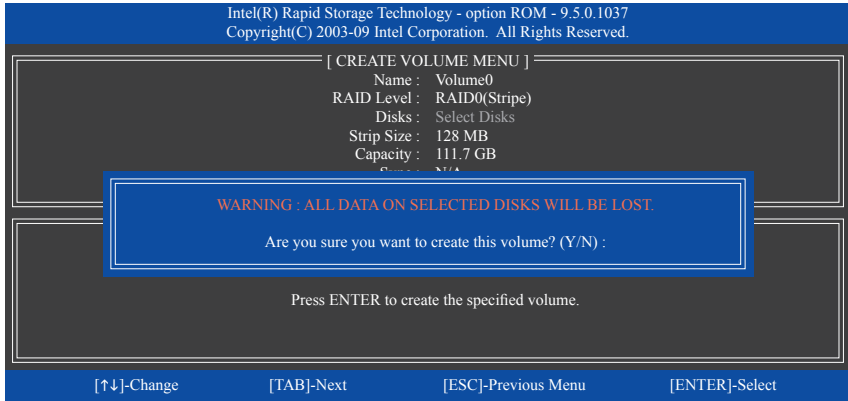 Intel(R) Rapid Storage Technology - option ROM - 9.5.0.1037
Copyright(C) 2003-09 Intel Corporation. All Rights Reserved.
[ CREATE VOLUME MENU ]
Name : Volume0
RAID Level : RAID0(Stripe)
Disks : Select Disks
Strip Size : 128 MB
Capacity : 111.7 GB
WARNING : ALL DATA ON SELECTED DISKS WILL BE LOST.
Are you sure you want to create this volume? (Y/N) :
Press ENTER to create the specified volume.
[↑↓]-Change [TAB]-Next [ESC]-Previous Menu [ENTER]-Select